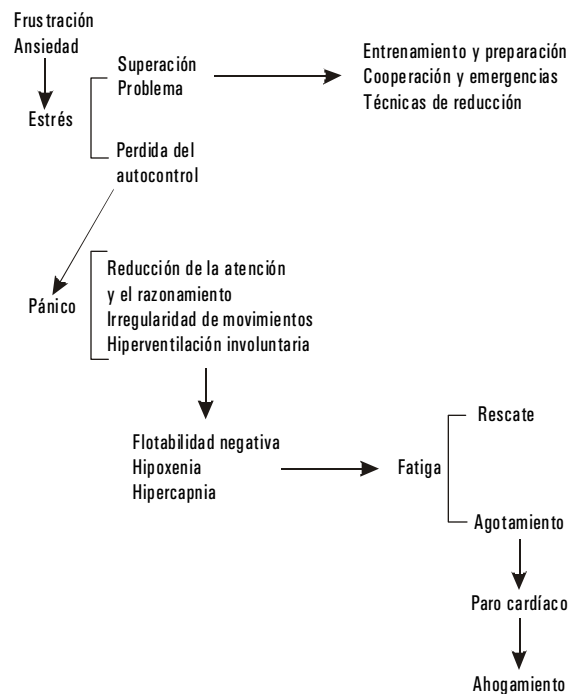 Frustración
Ansiedad
Estrés
Superación
Problema
Entrenamiento y preparación
Cooperación y emergencias
Técnicas de reducción
Perdida del
autocontrol
Pánico
Reducción de la atención
y el razonamiento
Irregularidad de movimientos
Hiperventilación involuntaria
Flotabilidad negativa
Hipoxenia
Hipercapnia
Fatiga
Rescate
Agotamiento
Paro cardíaco
Ahogamiento